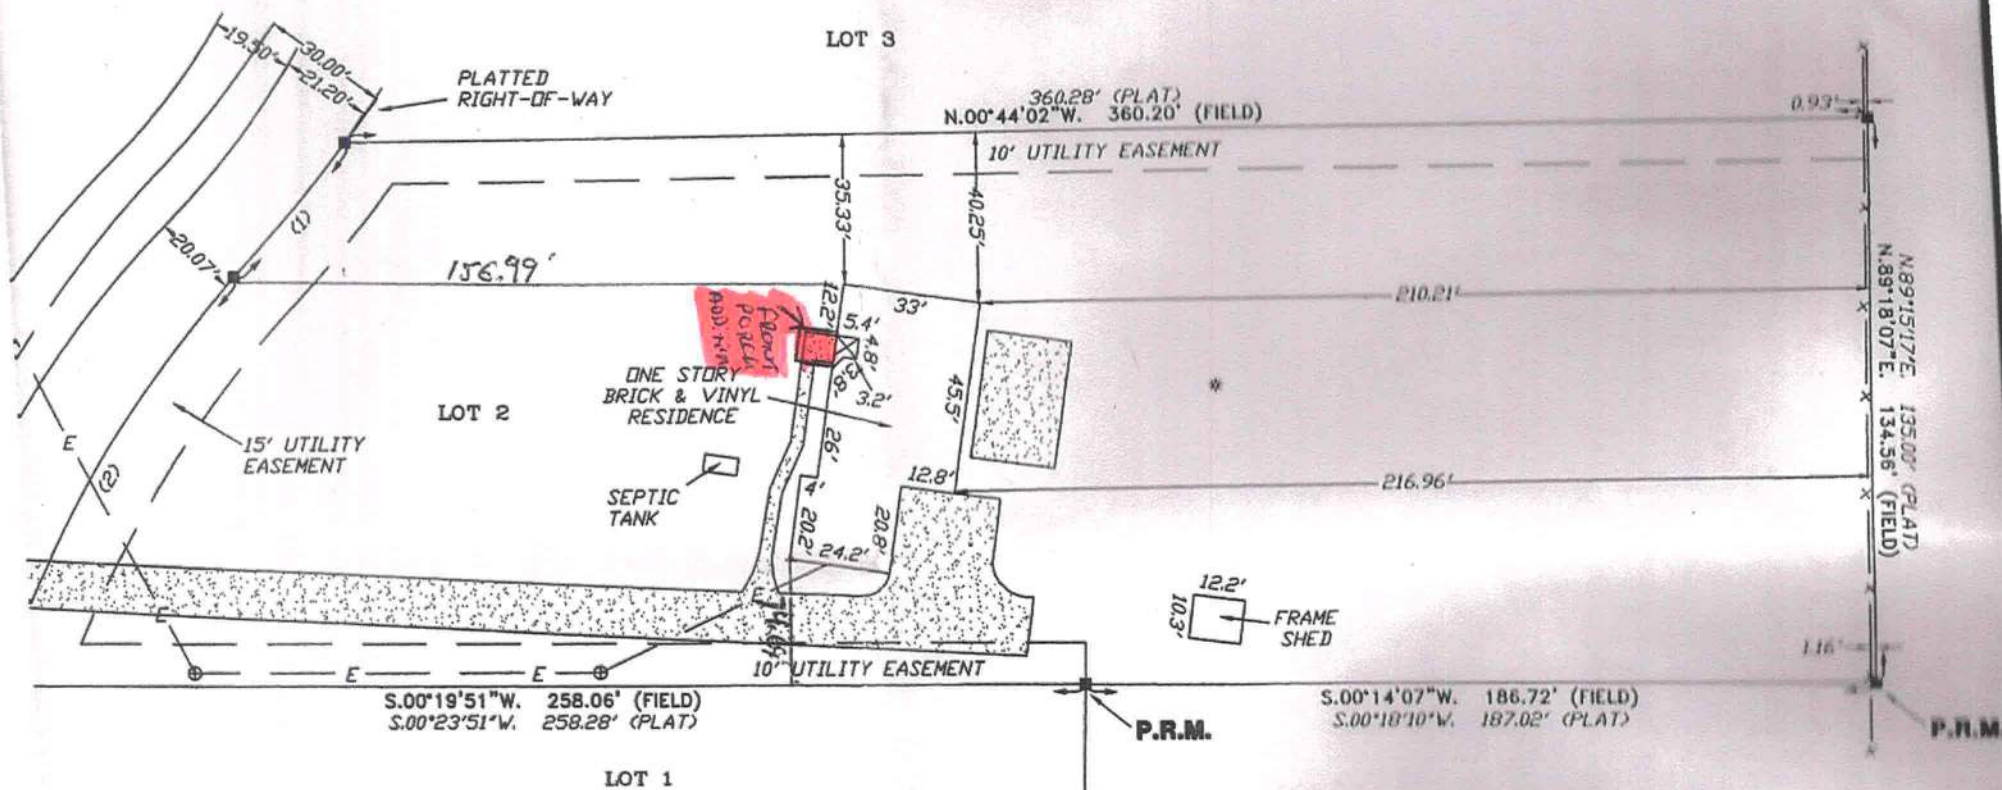 LOT 3
19.50'
30.00'
21.20'
PLATTED
RIGHT-OF-WAY
360.28' (PLAT)
N.00°44'02"W. 360.20' (FIELD)
0.93'
10' UTILITY EASEMENT
(1)
35.33'
40.25'
20.07'
156.99'
N.89°15'17"E. 135.00' (PLAT)
N.89°18'07"E. 134.56' (FIELD)
12.2'
33'
210.21'
FRONT
PORCH
5.4'
4.8'
3.8'
3.2'
ONE STORY
BRICK & VINYL
RESIDENCE
45.5'
LOT 2
*
E
15' UTILITY
EASEMENT
26'
(2)
SEPTIC
TANK
4'
12.8'
216.96'
20.2'
20.8'
24.2'
12.2'
10.3'
FRAME
SHED
E
1.16'
E
E
10' UTILITY EASEMENT
S.00°19'51"W. 258.06' (FIELD)
S.00°23'51"W. 258.28' (PLAT)
S.00°14'07"W. 186.72' (FIELD)
S.00°18'10"W. 187.02' (PLAT)
P.R.M.
P.R.M.
LOT 1